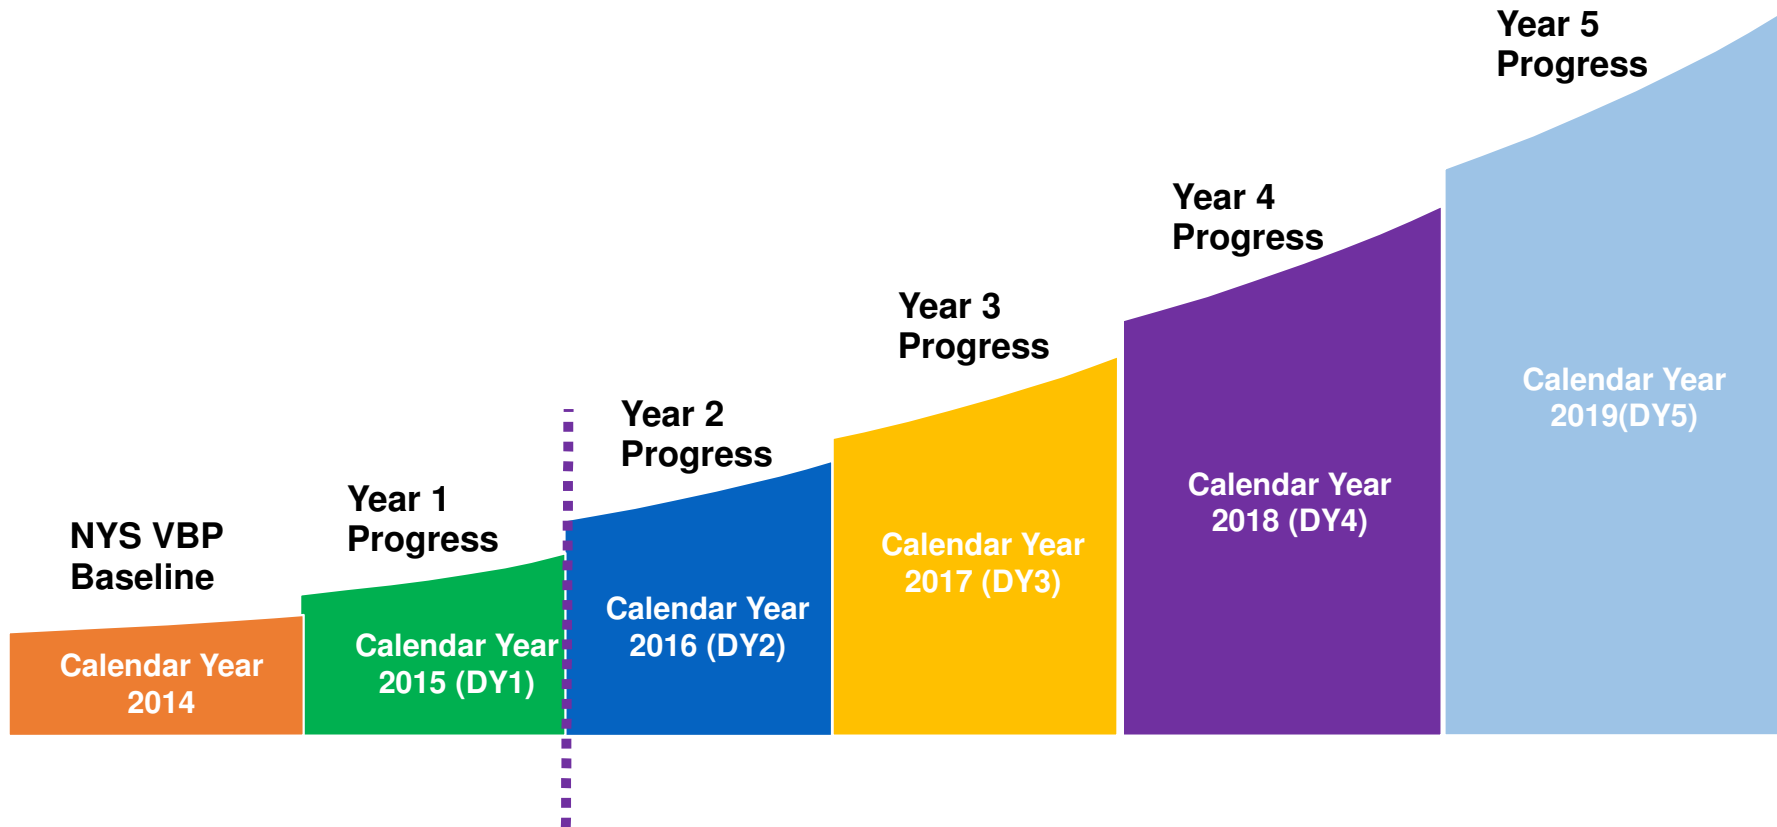 NYS VBP
Baseline
Calendar Year
2014
Year 1
Progress
Calendar Year
2015 (DY1)
Year 2
Progress
Calendar Year
2016 (DY2)
Year 3
Progress
Calendar Year
2017 (DY3)
Year 4
Progress
Calendar Year
2018 (DY4)
Year 5
Progress
Calendar Year
2019(DY5)